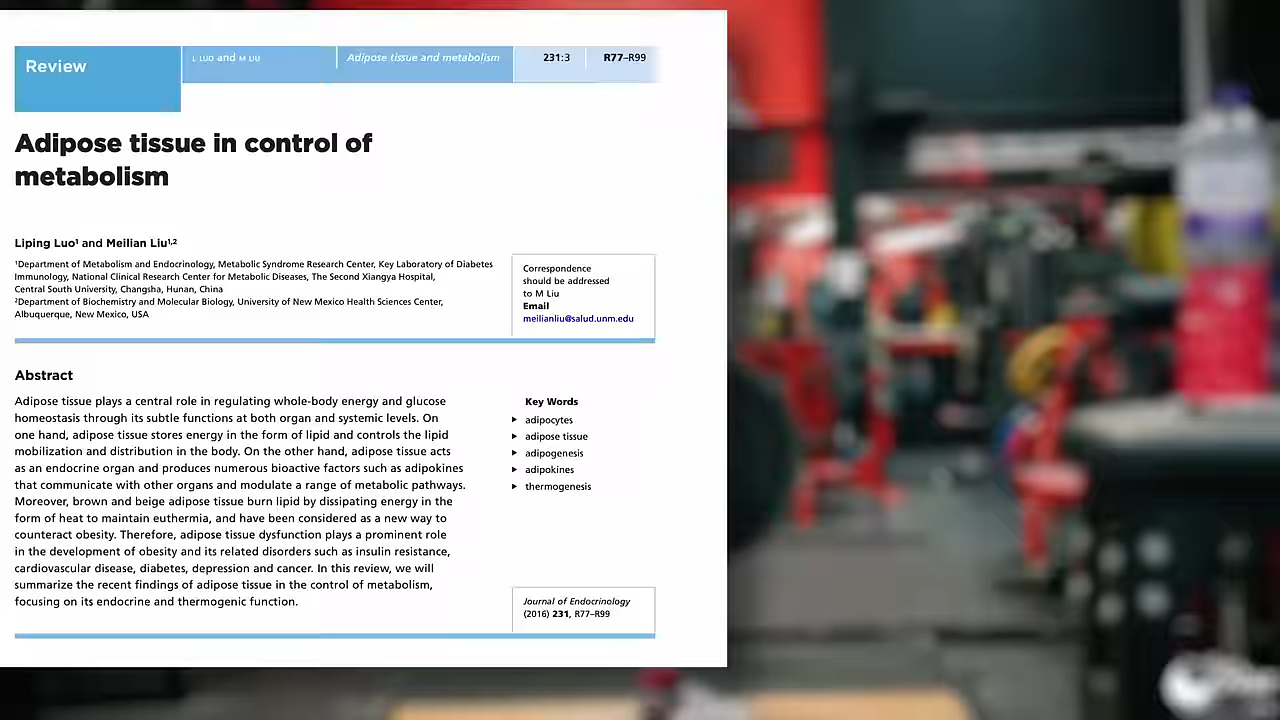 Review
L LUO and M LIU
Adipose tissue and metabolism
231:3
R77–R99
Adipose tissue in control of
metabolism
Liping Luo¹ and Meilian Liu¹,²
¹Department of Metabolism and Endocrinology, Metabolic Syndrome Research Center, Key Laboratory of Diabetes
Immunology, National Clinical Research Center for Metabolic Diseases, The Second Xiangya Hospital,
Central South University, Changsha, Hunan, China
²Department of Biochemistry and Molecular Biology, University of New Mexico Health Sciences Center,
Albuquerque, New Mexico, USA
Correspondence
should be addressed
to M Liu
Email
meilianliu@salud.unm.edu
Abstract
Adipose tissue plays a central role in regulating whole-body energy and glucose
homeostasis through its subtle functions at both organ and systemic levels. On
one hand, adipose tissue stores energy in the form of lipid and controls the lipid
mobilization and distribution in the body. On the other hand, adipose tissue acts
as an endocrine organ and produces numerous bioactive factors such as adipokines
that communicate with other organs and modulate a range of metabolic pathways.
Moreover, brown and beige adipose tissue burn lipid by dissipating energy in the
form of heat to maintain euthermia, and have been considered as a new way to
counteract obesity. Therefore, adipose tissue dysfunction plays a prominent role
in the development of obesity and its related disorders such as insulin resistance,
cardiovascular disease, diabetes, depression and cancer. In this review, we will
summarize the recent findings of adipose tissue in the control of metabolism,
focusing on its endocrine and thermogenic function.
Key Words
▶ adipocytes
▶ adipose tissue
▶ adipogenesis
▶ adipokines
▶ thermogenesis
Journal of Endocrinology
(2016) 231, R77–R99